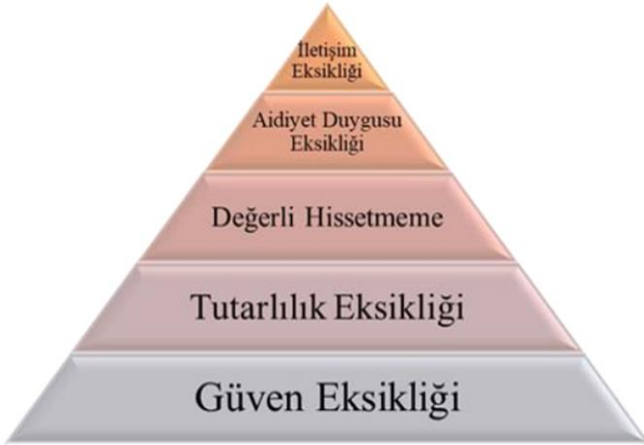 İletişim
Eksikliği
Aidiyet Duygusu
Eksikliği
Değerli Hissetmeme
Tutarlılık Eksikliği
Güven Eksikliği